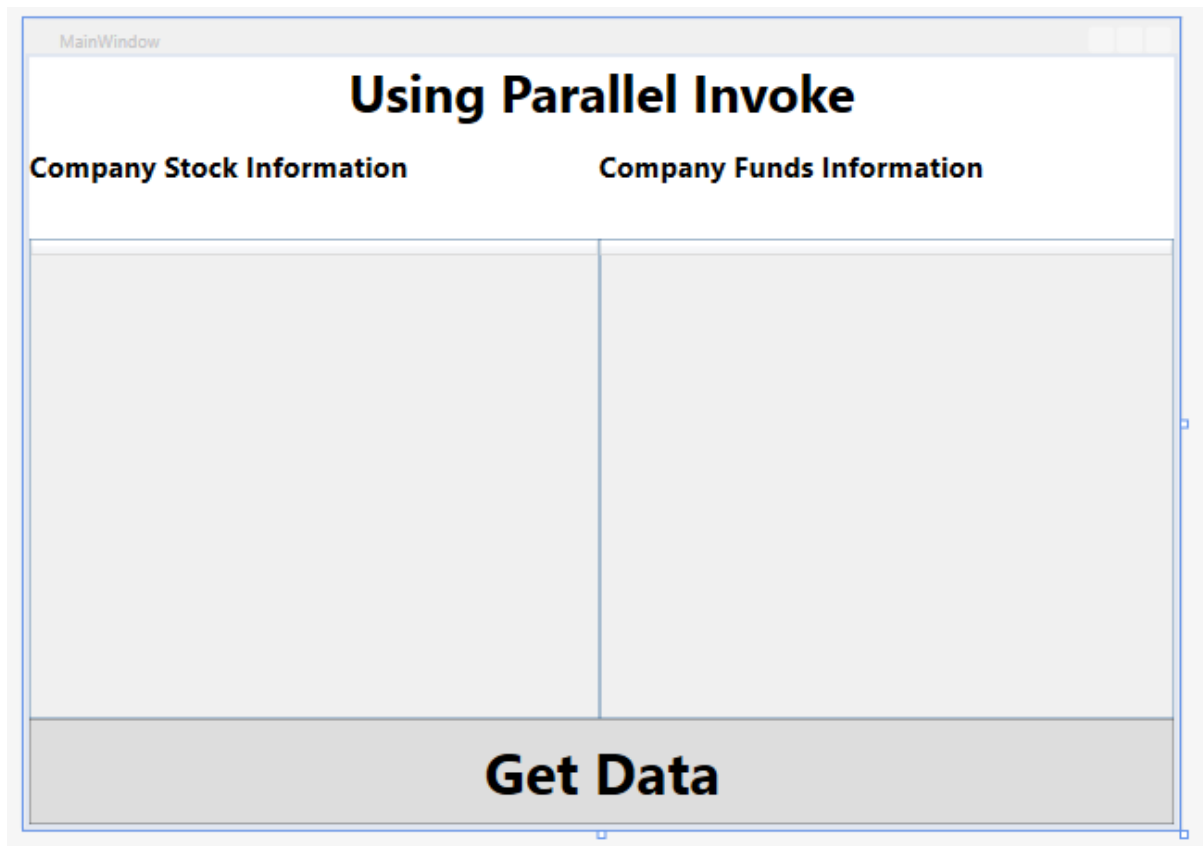 MainWindow
Using Parallel Invoke
Company Stock Information
Company Funds Information
Get Data